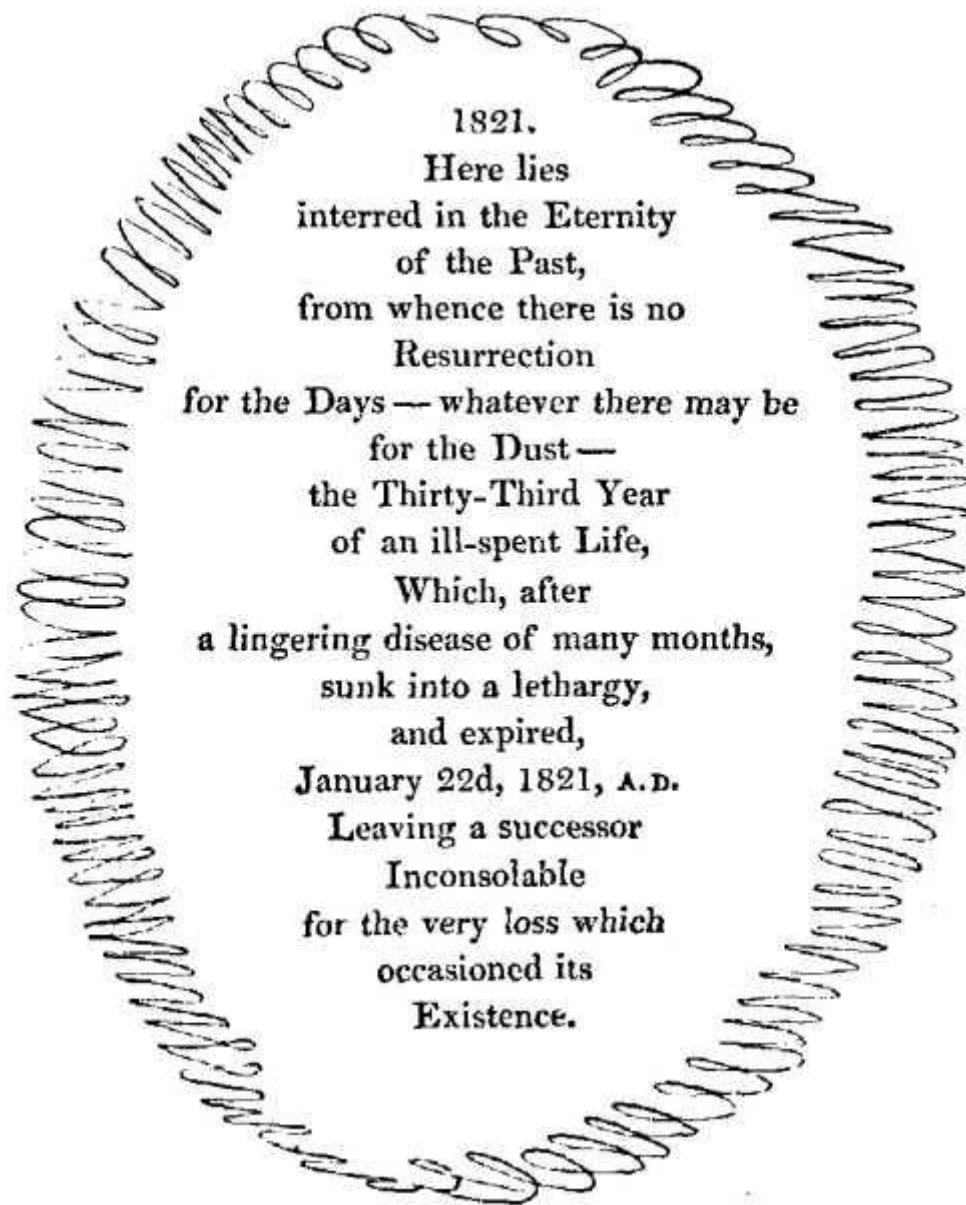 1821.
Here lies
interred in the Eternity
of the Past,
from whence there is no
Resurrection
for the Days — whatever there may be
for the Dust —
the Thirty-Third Year
of an ill-spent Life,
Which, after
a lingering disease of many months,
sunk into a lethargy,
and expired,
January 22d, 1821, A.D.
Leaving a successor
Inconsolable
for the very loss which
occasioned its
Existence.